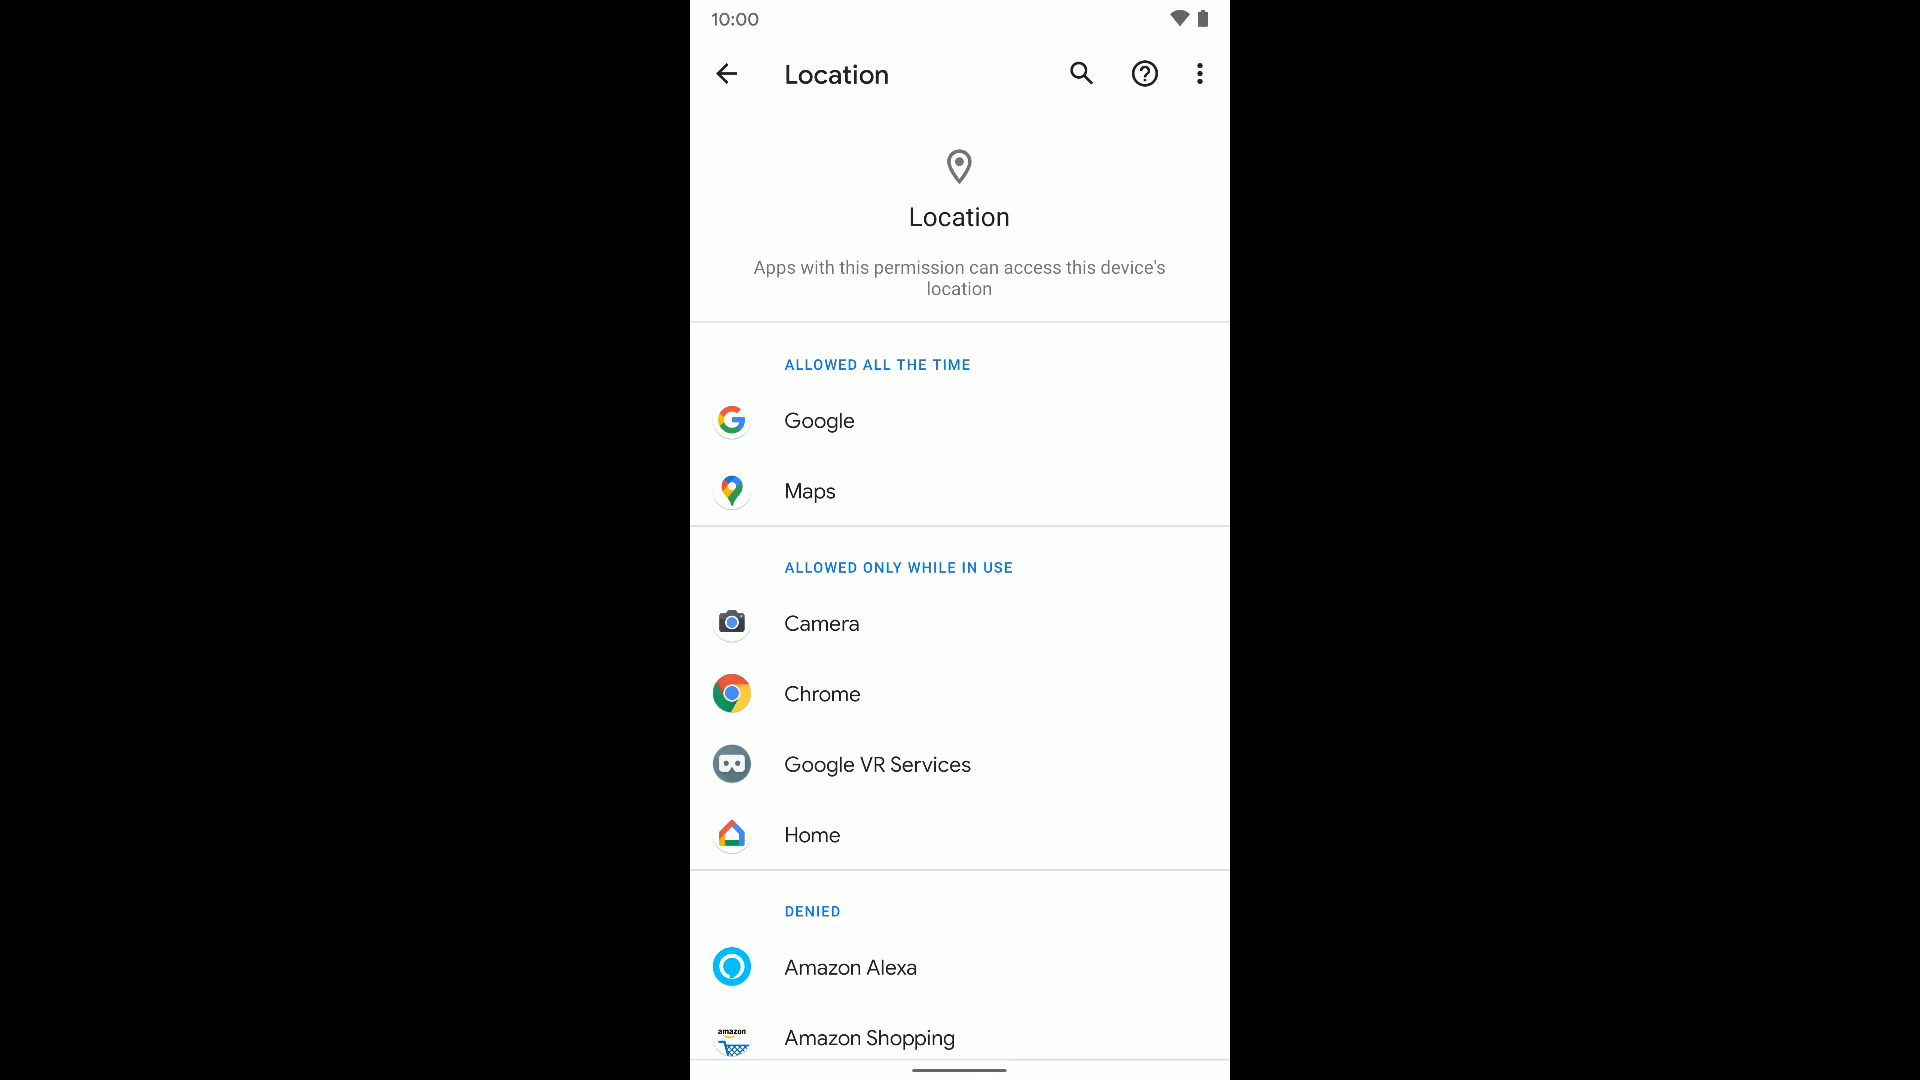 10:00
Location
Location
Apps with this permission can access this device's
location
ALLOWED ALL THE TIME
Google
Maps
ALLOWED ONLY WHILE IN USE
Camera
Chrome
Google VR Services
Home
DENIED
Amazon Alexa
amazon
Amazon Shopping